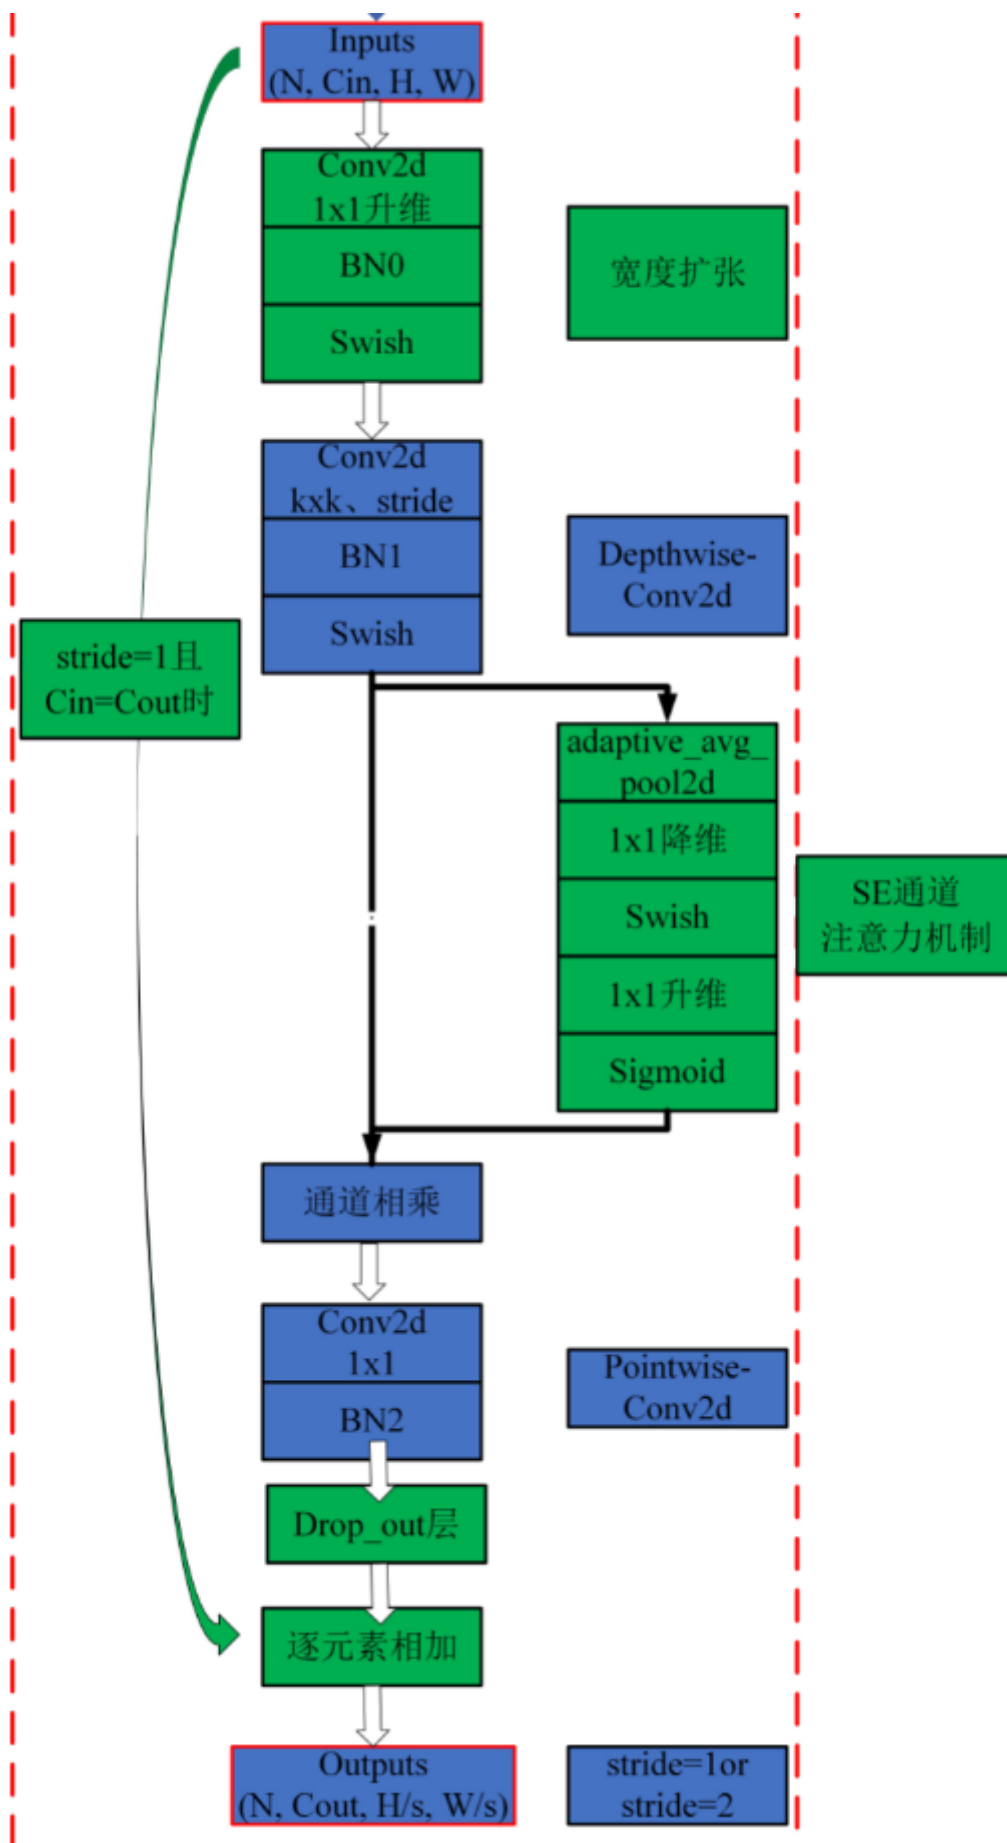 Inputs
(N, Cin, H, W)
Conv2d
1x1升维
BN0
Swish
宽度扩张
Conv2d
kxk、stride
BN1
Swish
Depthwise-
Conv2d
stride=1且
Cin=Cout时
adaptive_avg_
pool2d
1x1降维
Swish
1x1升维
Sigmoid
SE通道
注意力机制
通道相乘
Conv2d
1x1
BN2
Pointwise-
Conv2d
Drop_out层
逐元素相加
Outputs
(N, Cout, H/s, W/s)
stride=1or
stride=2